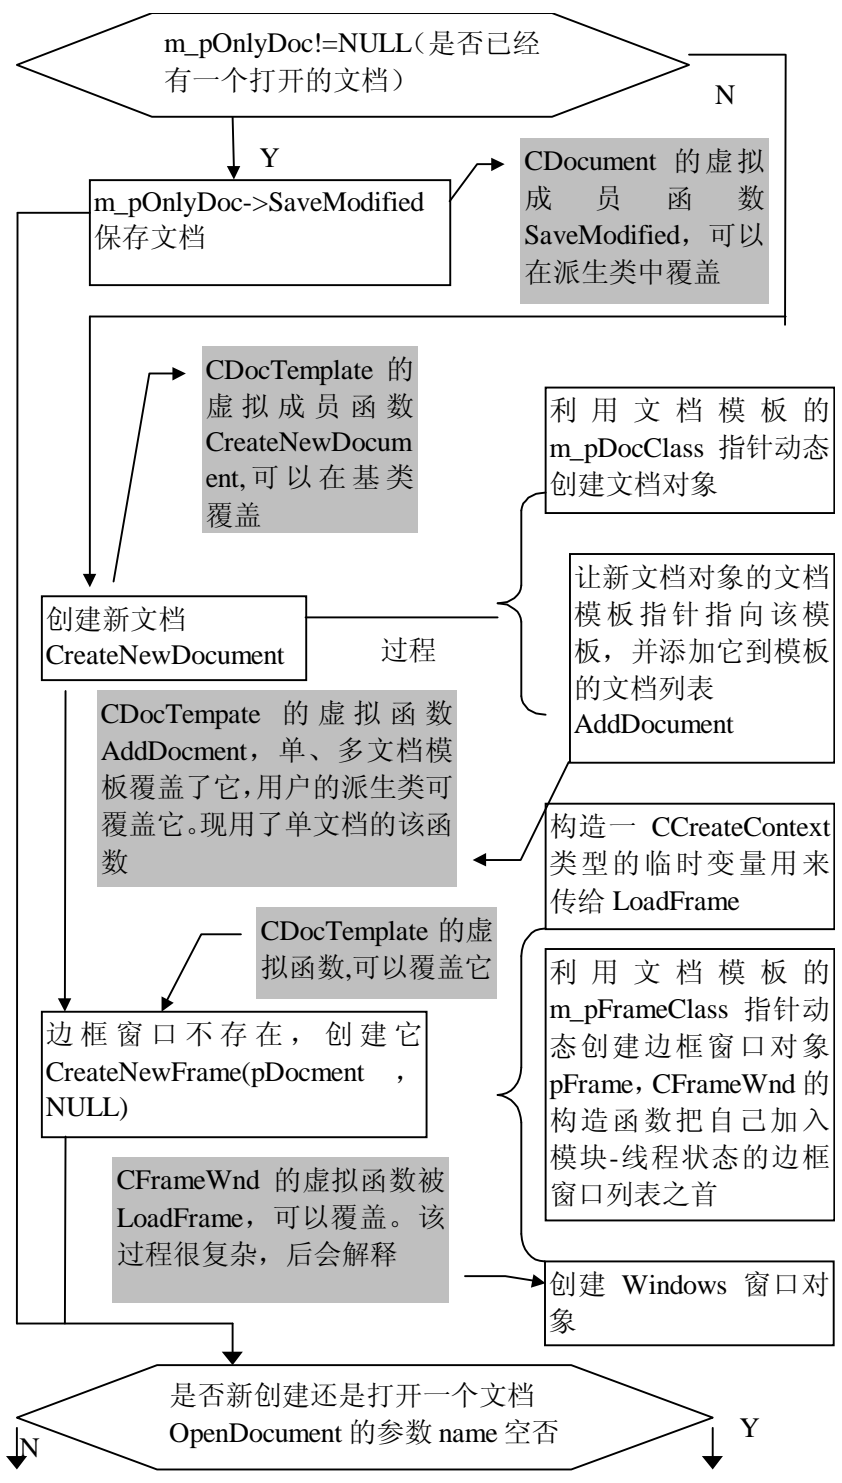 m_pOnlyDoc!=NULL（是否已经
有一个打开的文档）
N
Y
m_pOnlyDoc->SaveModified
保存文档
CDocument 的虚拟
成员函数
SaveModified，可以
在派生类中覆盖
CDocTemplate 的
虚拟成员函数
CreateNewDocum
ent,可以在基类
覆盖
利用文档模板的
m_pDocClass 指针动态
创建文档对象
创建新文档
CreateNewDocument
过程
让新文档对象的文档
模板指针指向该模
板，并添加它到模板
的文档列表
AddDocument
CDocTempate 的虚拟函数
AddDocment，单、多文档模
板覆盖了它,用户的派生类可
覆盖它。现用了单文档的该函
数
构造一 CCreateContext
类型的临时变量用来
传给 LoadFrame
CDocTemplate 的虚
拟函数,可以覆盖它
边框窗口不存在，创建它
CreateNewFrame(pDocment ，
NULL)
利用文档模板的
m_pFrameClass 指针动
态创建边框窗口对象
pFrame，CFrameWnd 的
构造函数把自己加入
模块-线程状态的边框
窗口列表之首
CFrameWnd 的虚拟函数被
LoadFrame，可以覆盖。该
过程很复杂，后会解释
创建 Windows 窗口对
象
是否新创建还是打开一个文档
OpenDocument 的参数 name 空否
N
Y